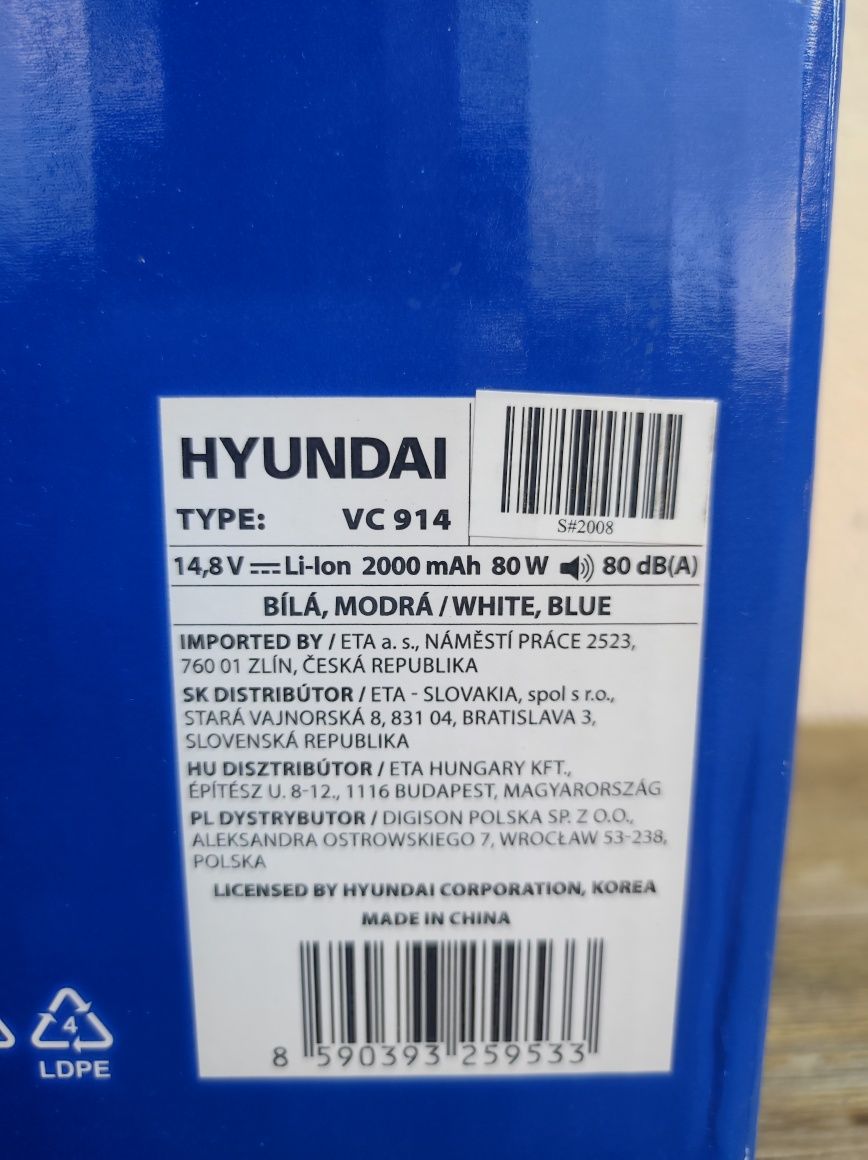 HYUNDAI
TYPE: VC 914
S#2008
14,8 V Li-Ion 2000 mAh 80 W 80 dB(A)
BÍLÁ, MODRÁ / WHITE, BLUE
IMPORTED BY / ETA a. s., NÁMĚSTÍ PRÁCE 2523,
760 01 ZLÍN, ČESKÁ REPUBLIKA
SK DISTRIBÚTOR / ETA - SLOVAKIA, spol s r.o.,
STARÁ VAJNORSKÁ 8, 831 04, BRATISLAVA 3,
SLOVENSKÁ REPUBLIKA
HU DISZTRIBÚTOR / ETA HUNGARY KFT.,
ÉPÍTÉSZ U. 8-12., 1116 BUDAPEST, MAGYARORSZÁG
PL DYSTRYBUTOR / DIGISON POLSKA SP. Z O.O.,
ALEKSANDRA OSTROWSKIEGO 7, WROCŁAW 53-238,
POLSKA
LICENSED BY HYUNDAI CORPORATION, KOREA
MADE IN CHINA
8 590393 259533
4
LDPE